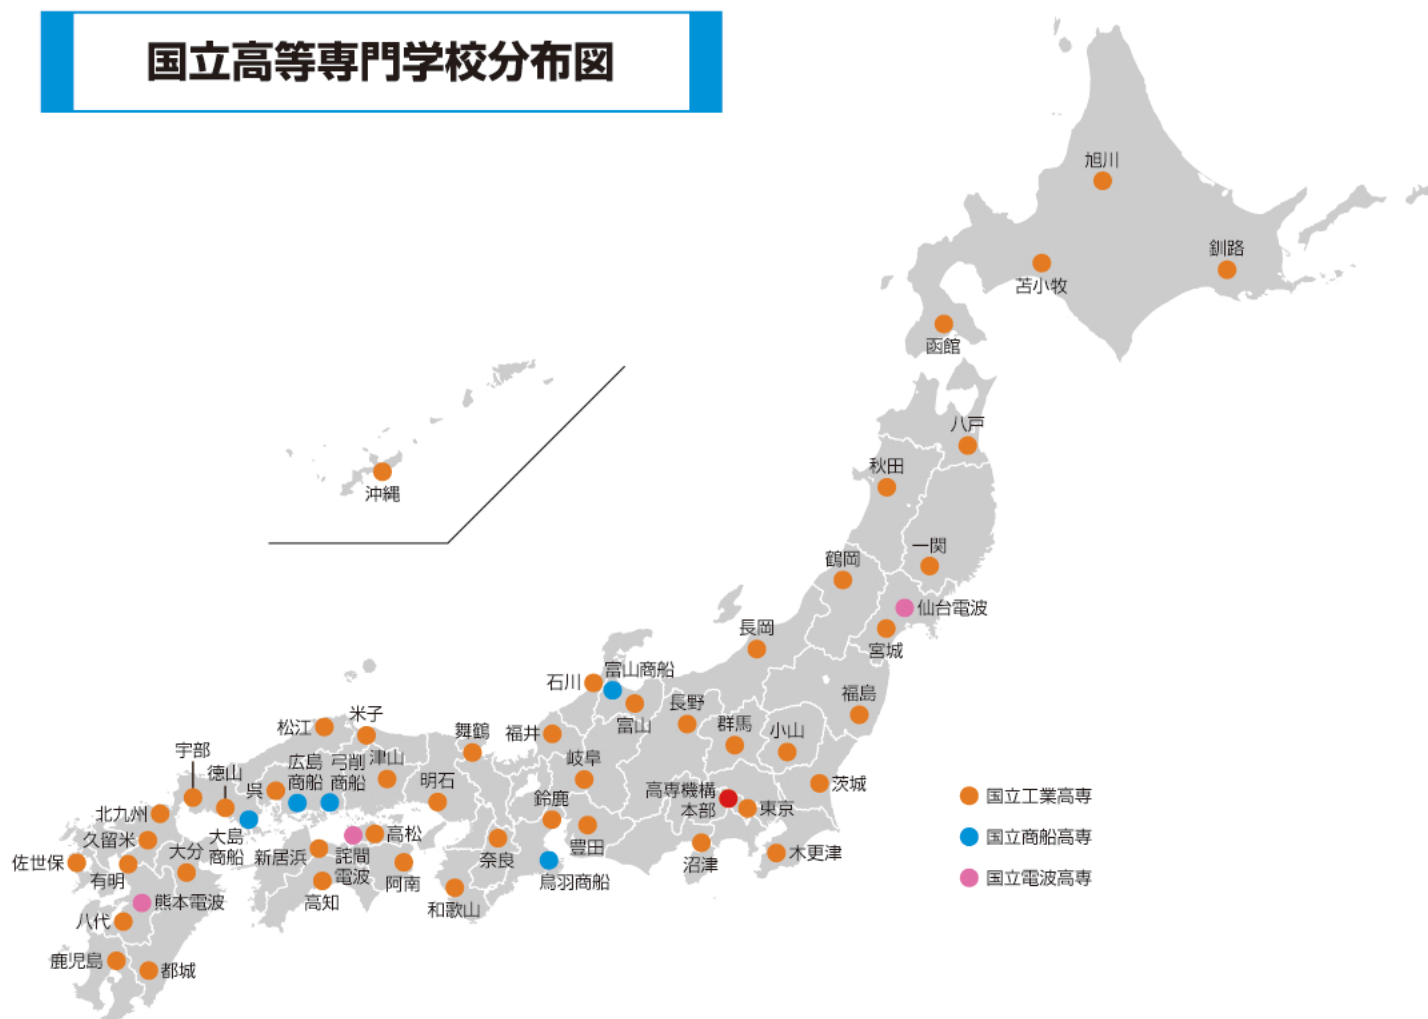 国立高等専門学校分布図
旭川
釧路
苫小牧
函館
八戸
秋田
沖縄
一関
鶴岡
仙台電波
宮城
長岡
富山商船
石川
福島
長野
富山
群馬
小山
米子
松江
舞鶴
福井
宇部
徳山
呉
広島
商船
弓削
商船
津山
明石
岐阜
茨城
高専機構
本部
東京
国立工業高専
北九州
鈴鹿
久留米
大島
商船
高松
豊田
国立商船高専
佐世保
有明
大分
新居浜
詫間
電波
阿南
奈良
沼津
木更津
鳥羽商船
国立電波高専
高知
和歌山
熊本電波
八代
鹿児島
都城